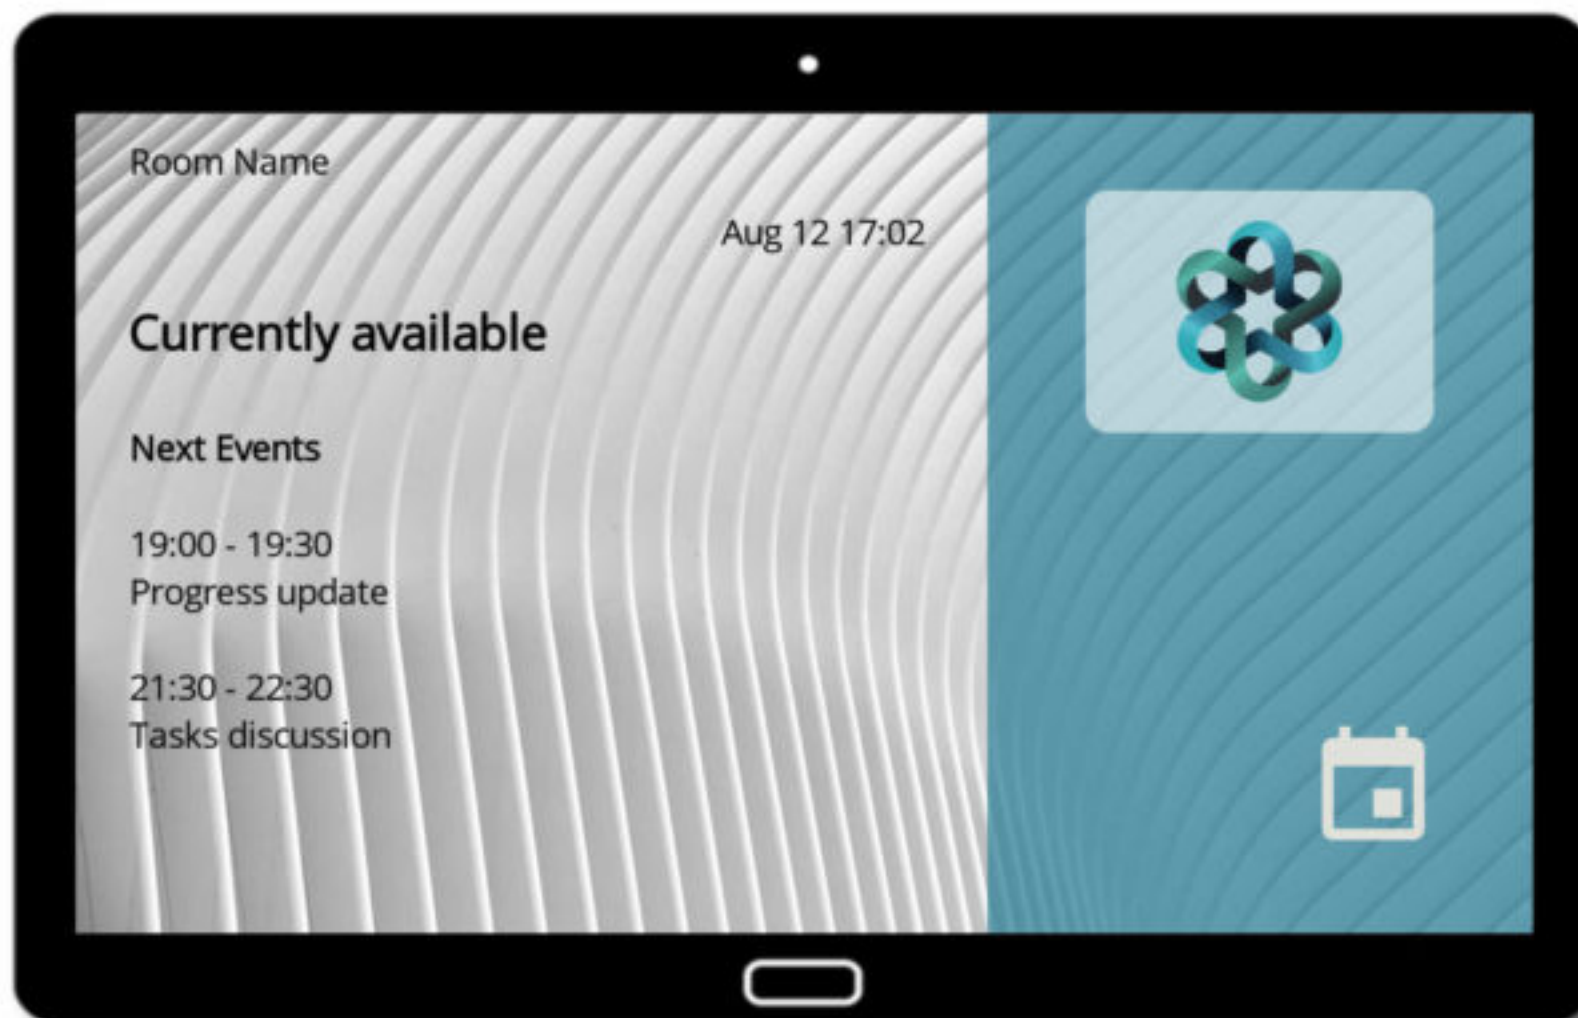 Room Name
Aug 12 17:02
Currently available
Next Events
19:00 - 19:30
Progress update
21:30 - 22:30
Tasks discussion